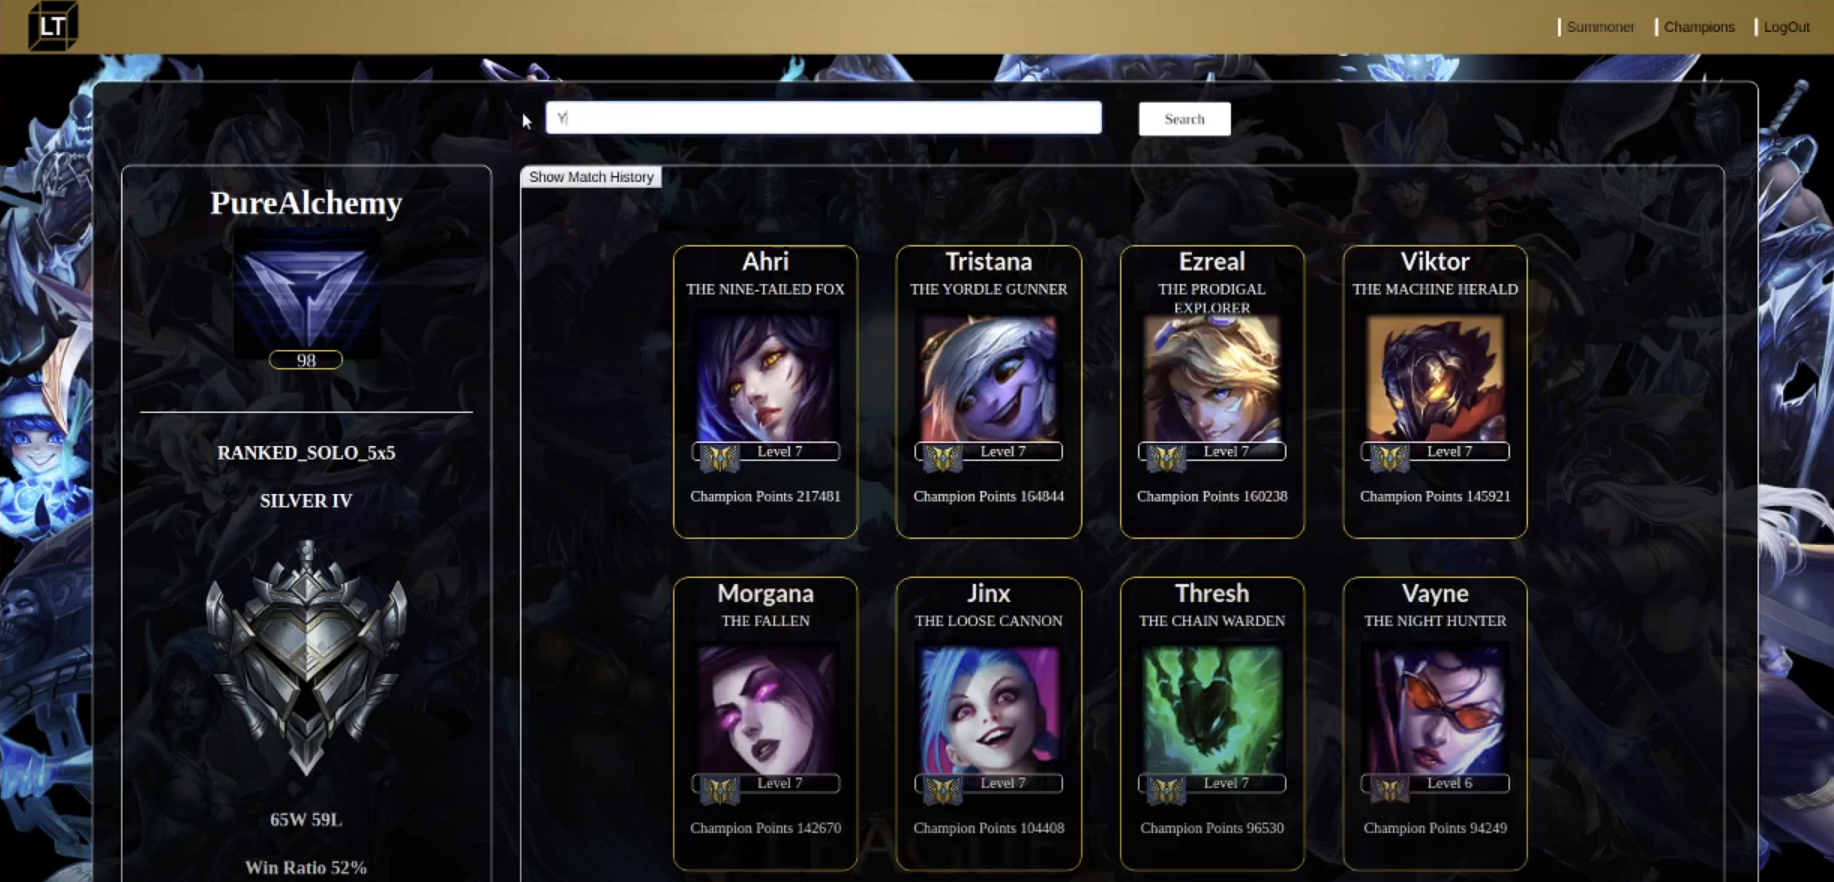 LT
Summoner
Champions
LogOut
Y
Search
Show Match History
PureAlchemy
98
RANKED_SOLO_5x5
SILVER IV
65W 59L
Win Ratio 52%
Ahri
THE NINE-TAILED FOX
Level 7
Champion Points 217481
Tristana
THE YORDLE GUNNER
Level 7
Champion Points 164844
Ezreal
THE PRODIGAL
EXPLORER
Level 7
Champion Points 160238
Viktor
THE MACHINE HERALD
Level 7
Champion Points 145921
Morgana
THE FALLEN
Level 7
Champion Points 142670
Jinx
THE LOOSE CANNON
Level 7
Champion Points 104408
Thresh
THE CHAIN WARDEN
Level 7
Champion Points 96530
Vayne
THE NIGHT HUNTER
Level 6
Champion Points 94249
LEAGUE